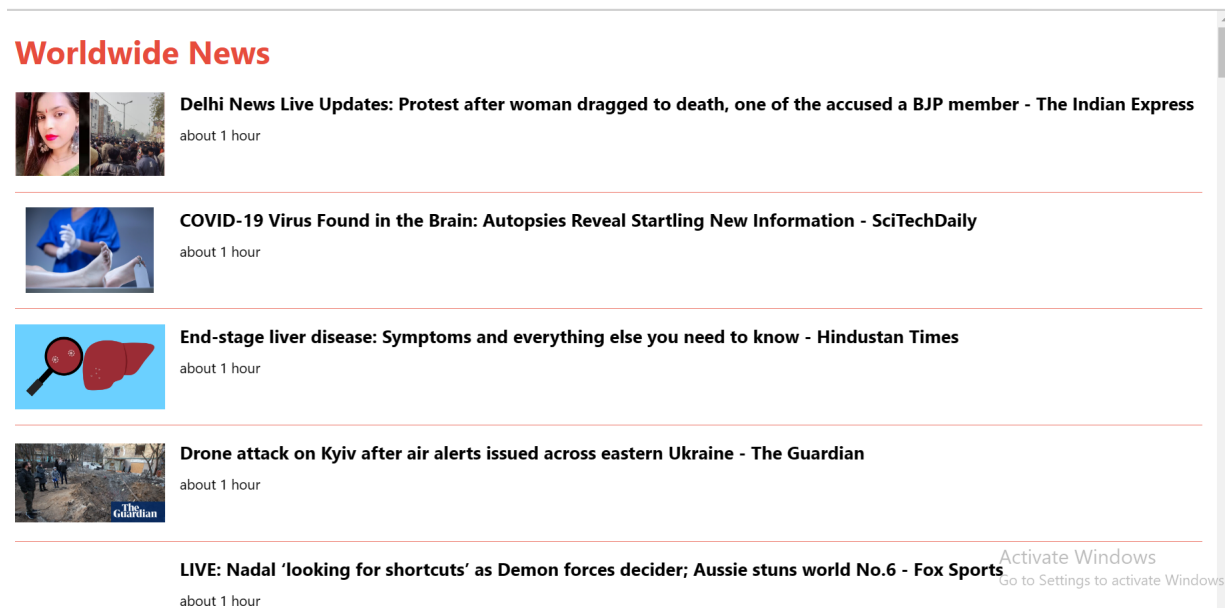 Worldwide News
Delhi News Live Updates: Protest after woman dragged to death, one of the accused a BJP member - The Indian Express
about 1 hour
COVID-19 Virus Found in the Brain: Autopsies Reveal Startling New Information - SciTechDaily
about 1 hour
End-stage liver disease: Symptoms and everything else you need to know - Hindustan Times
about 1 hour
Drone attack on Kyiv after air alerts issued across eastern Ukraine - The Guardian
about 1 hour
The
Guardian
LIVE: Nadal ‘looking for shortcuts’ as Demon forces decider; Aussie stuns world No.6 - Fox Sports
about 1 hour
Activate Windows
Go to Settings to activate Windows